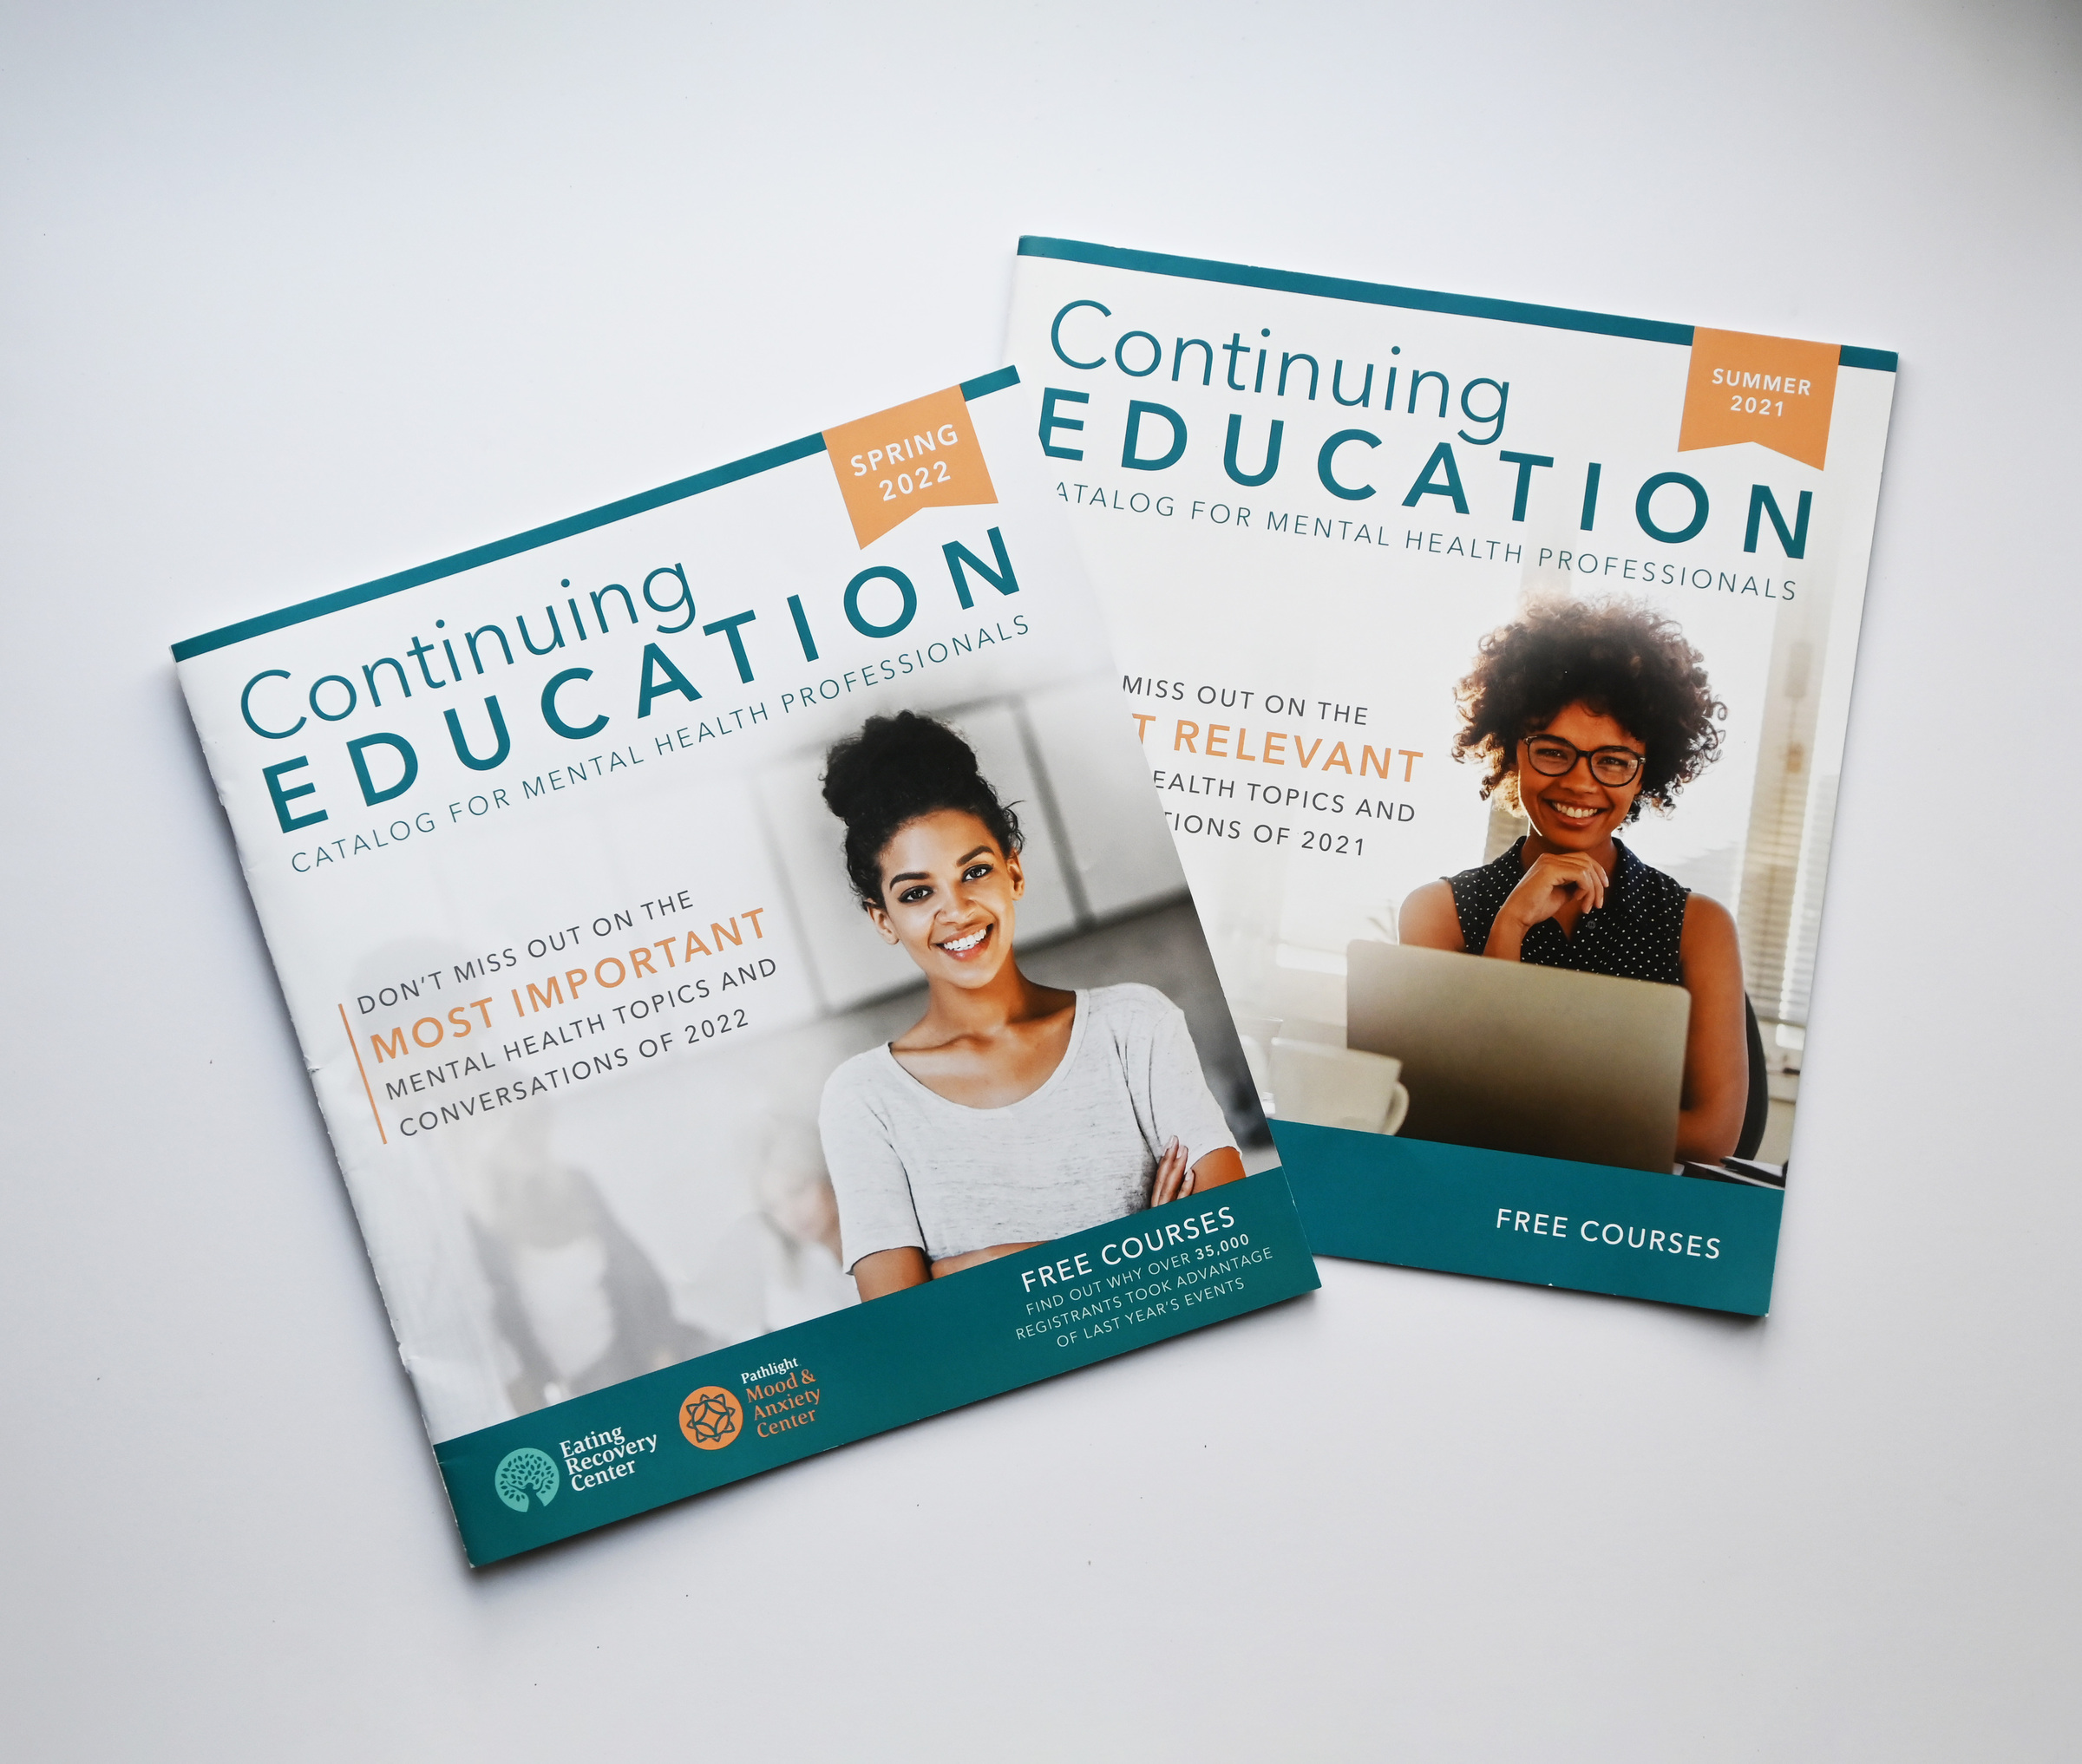 SPRING
2022
Continuing
EDUCATION
CATALOG FOR MENTAL HEALTH PROFESSIONALS
DON'T MISS OUT ON THE
MOST IMPORTANT
MENTAL HEALTH TOPICS AND
CONVERSATIONS OF 2022
FREE COURSES
FIND OUT WHY OVER 35,000
REGISTRANTS TOOK ADVANTAGE
OF LAST YEAR'S EVENTS
Eating
Recovery
Center
Pathlight
Mood &
Anxiety
Center
SUMMER
2021
Continuing
EDUCATION
ATALOG FOR MENTAL HEALTH PROFESSIONALS
MISS OUT ON THE
T RELEVANT
EALTH TOPICS AND
TIONS OF 2021
FREE COURSES